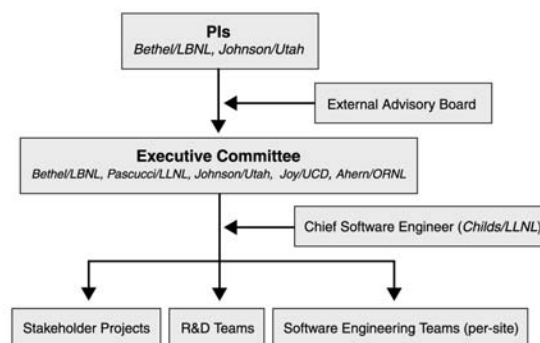 PIs
Bethel/LBNL, Johnson/Utah
External Advisory Board
Executive Committee
Bethel/LBNL, Pascucci/LLNL, Johnson/Utah, Joy/UCD, Ahern/ORNL
Chief Software Engineer (Childs/LLNL)
Stakeholder Projects
R&D Teams
Software Engineering Teams (per-site)